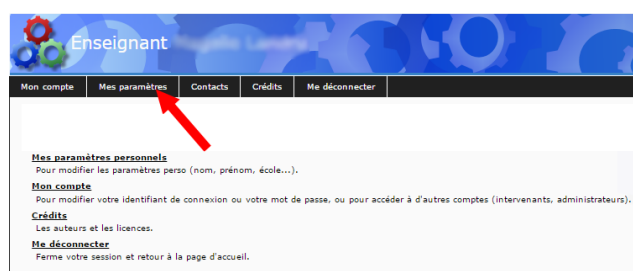 Enseignant
Mon compte Mes paramètres Contacts Crédits Me déconnecter
Mes paramètres personnels
Pour modifier les paramètres perso (nom, prénom, école...).
Mon compte
Pour modifier votre identifiant de connexion ou votre mot de passe, ou pour accéder à d'autres comptes (intervenants, administrateurs).
Crédits
Les auteurs et les licences.
Me déconnecter
Ferme votre session et retour à la page d'accueil.